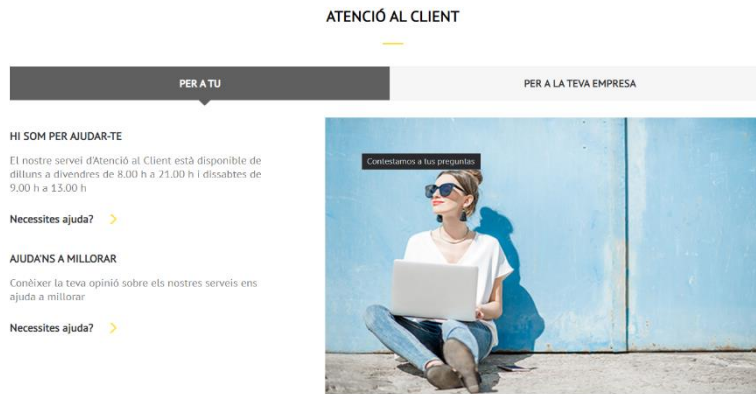 ATENCIÓ AL CLIENT
PER A TU
PER A LA TEVA EMPRESA
HI SOM PER AJUDAR-TE
El nostre servei d'Atenció al Client està disponible de
dilluns a divendres de 8.00 h a 21.00 h i dissabtes de
9.00 h a 13.00 h
Necessites ajuda?
AJUDA'NS A MILLORAR
Conèixer la teva opinió sobre els nostres serveis ens
ajuda a millorar
Necessites ajuda?
Contestamos a tus preguntas